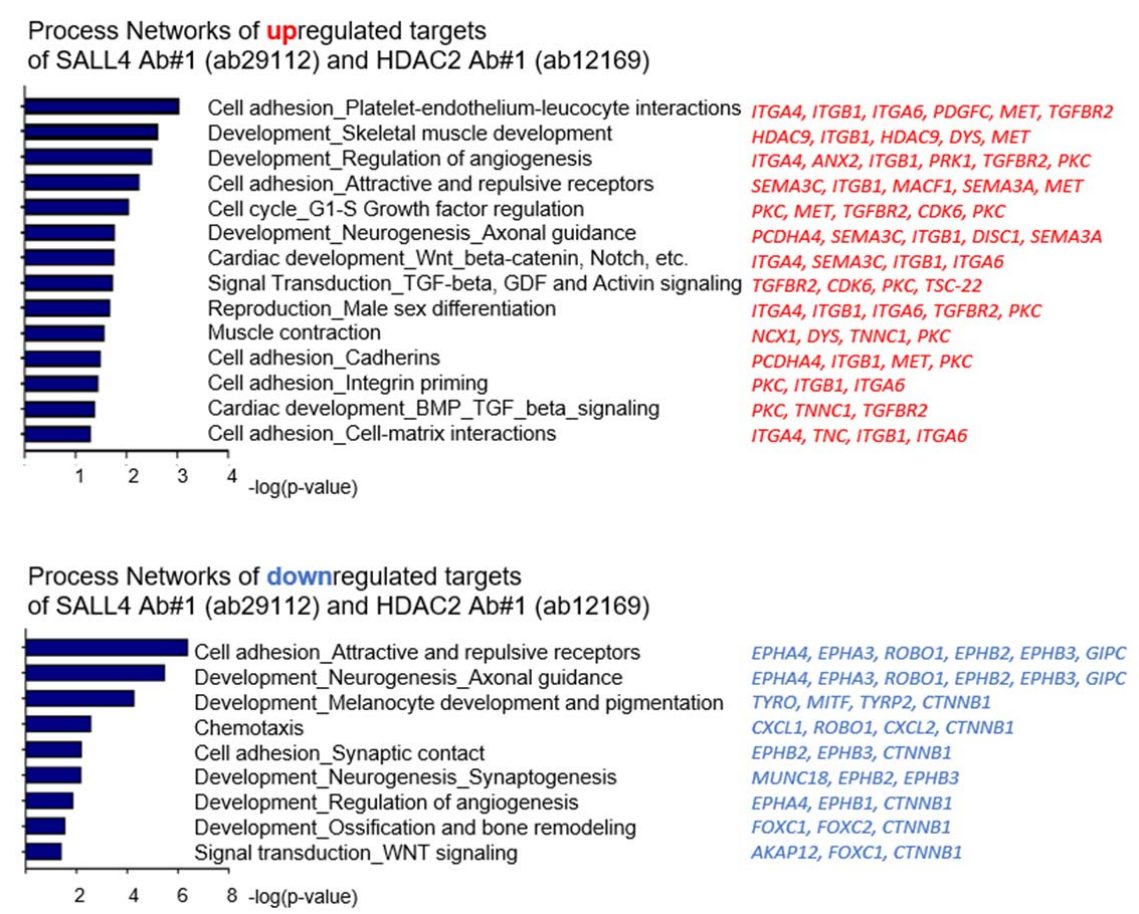 Process Networks of upregulated targets
of SALL4 Ab#1 (ab29112) and HDAC2 Ab#1 (ab12169)
Cell adhesion_Platelet-endothelium-leucocyte interactions ITGA4, ITGB1, ITGA6, PDGFC, MET, TGFBR2
Development_Skeletal muscle development HDAC9, ITGB1, HDAC9, DYS, MET
Development_Regulation of angiogenesis ITGA4, ANX2, ITGB1, PRK1, TGFBR2, PKC
Cell adhesion_Attractive and repulsive receptors SEMA3C, ITGB1, MACF1, SEMA3A, MET
Cell cycle_G1-S Growth factor regulation PKC, MET, TGFBR2, CDK6, PKC
Development_Neurogenesis_Axonal guidance PCDHA4, SEMA3C, ITGB1, DISC1, SEMA3A
Cardiac development_Wnt_beta-catenin, Notch, etc. ITGA4, SEMA3C, ITGB1, ITGA6
Signal Transduction_TGF-beta, GDF and Activin signaling TGFBR2, CDK6, PKC, TSC-22
Reproduction_Male sex differentiation ITGA4, ITGB1, ITGA6, TGFBR2, PKC
Muscle contraction NCX1, DYS, TNNC1, PKC
Cell adhesion_Cadherins PCDHA4, ITGB1, MET, PKC
Cell adhesion_Integrin priming PKC, ITGB1, ITGA6
Cardiac development_BMP_TGF_beta_signaling PKC, TNNC1, TGFBR2
Cell adhesion_Cell-matrix interactions ITGA4, TNC, ITGB1, ITGA6
1 2 3 4 -log(p-value)
Process Networks of downregulated targets
of SALL4 Ab#1 (ab29112) and HDAC2 Ab#1 (ab12169)
Cell adhesion_Attractive and repulsive receptors EPHA4, EPHA3, ROBO1, EPHB2, EPHB3, GIPC
Development_Neurogenesis_Axonal guidance EPHA4, EPHA3, ROBO1, EPHB2, EPHB3, GIPC
Development_Melanocyte development and pigmentation TYRO, MITF, TYRP2, CTNNB1
Chemotaxis CXCL1, ROBO1, CXCL2, CTNNB1
Cell adhesion_Synaptic contact EPHB2, EPHB3, CTNNB1
Development_Neurogenesis_Synaptogenesis MUNC18, EPHB2, EPHB3
Development_Regulation of angiogenesis EPHA4, EPHB1, CTNNB1
Development_Ossification and bone remodeling FOXC1, FOXC2, CTNNB1
Signal transduction_WNT signaling AKAP12, FOXC1, CTNNB1
2 4 6 8 -log(p-value)